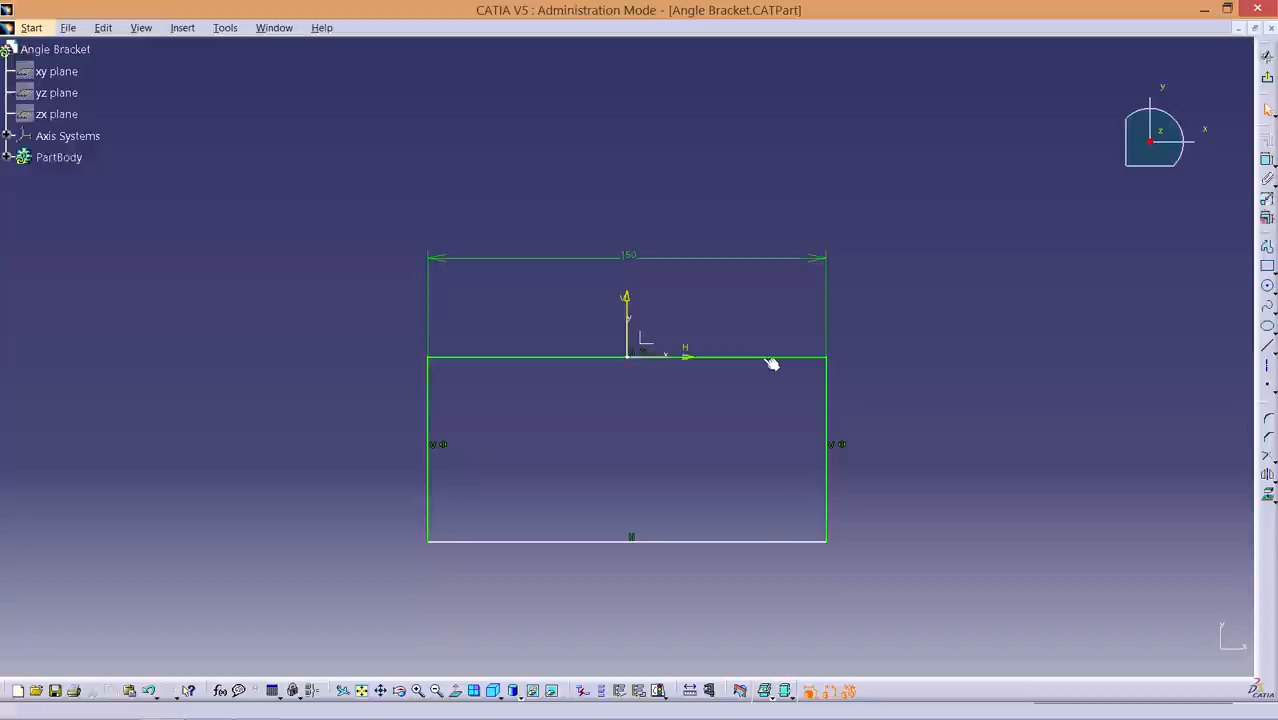 CATIA V5 : Administration Mode - [Angle Bracket.CATPart]
Start File Edit View Insert Tools Window Help
Angle Bracket
xy plane
yz plane
zx plane
Axis Systems
PartBody
y
z
x
150
V
y
H
x
V
V
H
y
x
f(x)
CATIA